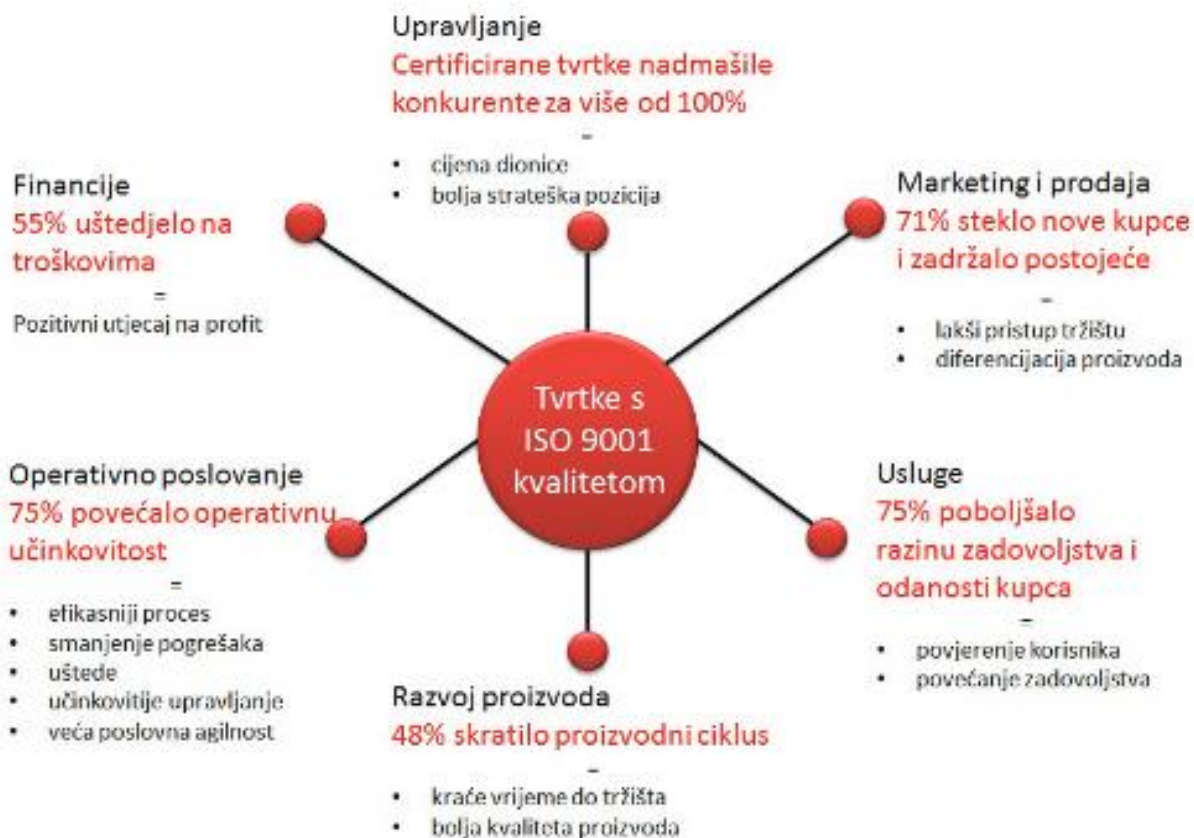 Upravljanje
Certificirane tvrtke nadmašile
konkurente za više od 100%
=
• cijena dionice
• bolja strateška pozicija
Financije
55% uštedjelo na
troškovima
=
Pozitivni utjecaj na profit
Marketing i prodaja
71% steklo nove kupce
i zadržalo postojeće
=
• lakši pristup tržištu
• diferencijacija proizvoda
Tvrtke s
ISO 9001
kvalitetom
Operativno poslovanje
75% povećalo operativnu
učinkovitost
=
• efikasniji proces
• smanjenje pogrešaka
• uštede
• učinkovitije upravljanje
• veća poslovna agilnost
Usluge
75% poboljšalo
razinu zadovoljstva i
odanosti kupca
=
• povjerenje korisnika
• povećanje zadovoljstva
Razvoj proizvoda
48% skratilo proizvodni ciklus
=
• kraće vrijeme do tržišta
• bolja kvaliteta proizvoda